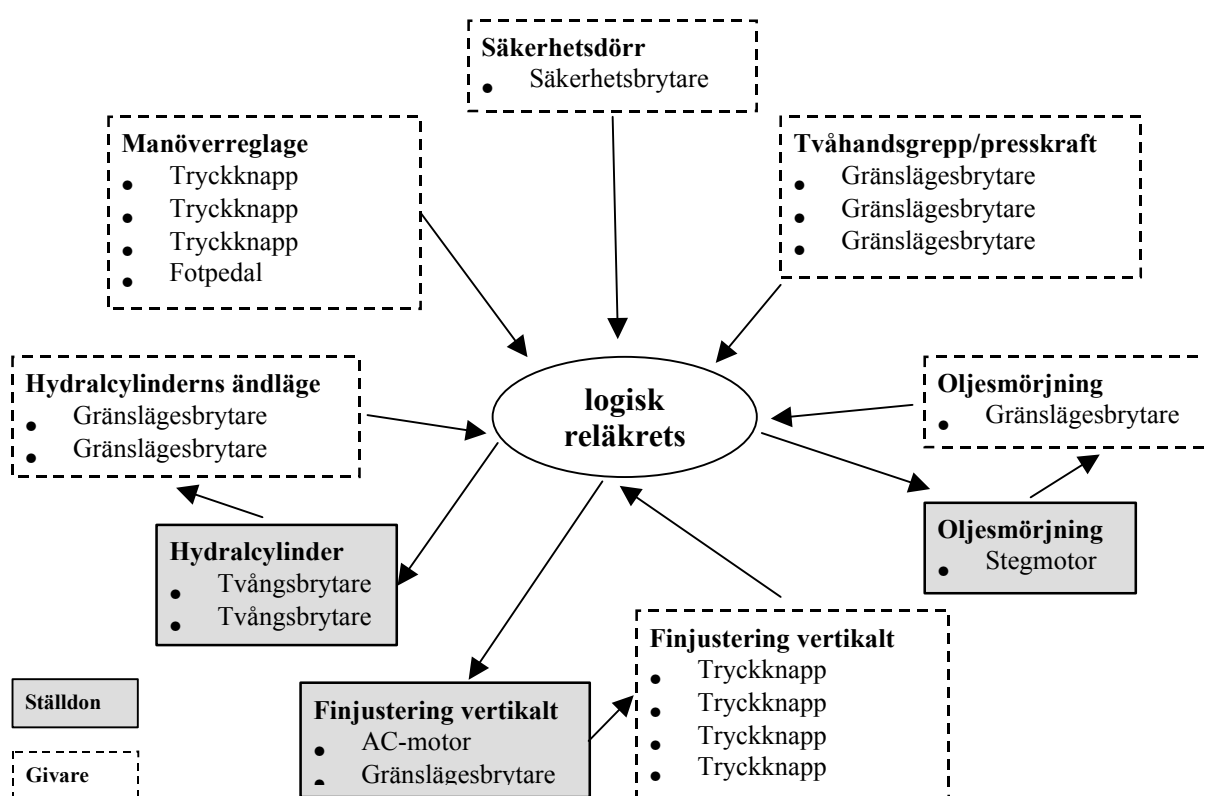 Säkerhetsdörr
• Säkerhetsbrytare
Manöverreglage
• Tryckknapp
• Tryckknapp
• Tryckknapp
• Fotpedal
Tvåhandsgrepp/presskraft
• Gränslägesbrytare
• Gränslägesbrytare
• Gränslägesbrytare
Hydralcylinderns ändläge
• Gränslägesbrytare
• Gränslägesbrytare
logisk
reläkrets
Oljesmörjning
• Gränslägesbrytare
Hydralcylinder
• Tvångsbrytare
• Tvångsbrytare
Oljesmörjning
• Stegmotor
Finjustering vertikalt
• AC-motor
• Gränslägesbrytare
Finjustering vertikalt
• Tryckknapp
• Tryckknapp
• Tryckknapp
• Tryckknapp
Ställdon
Givare